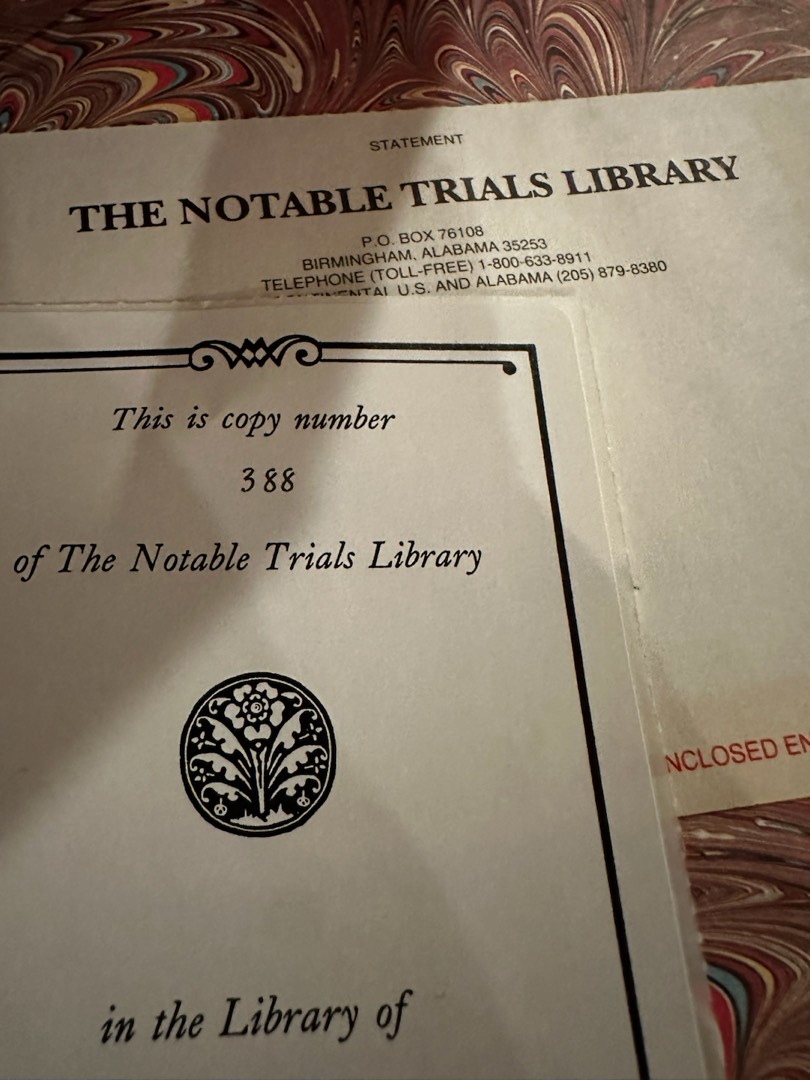 STATEMENT
THE NOTABLE TRIALS LIBRARY
P.O. BOX 76108
BIRMINGHAM, ALABAMA 35253
TELEPHONE (TOLL-FREE) 1-800-633-8911
U.S. AND ALABAMA (205) 879-8380
This is copy number
388
of The Notable Trials Library
NCLOSED EN
in the Library of